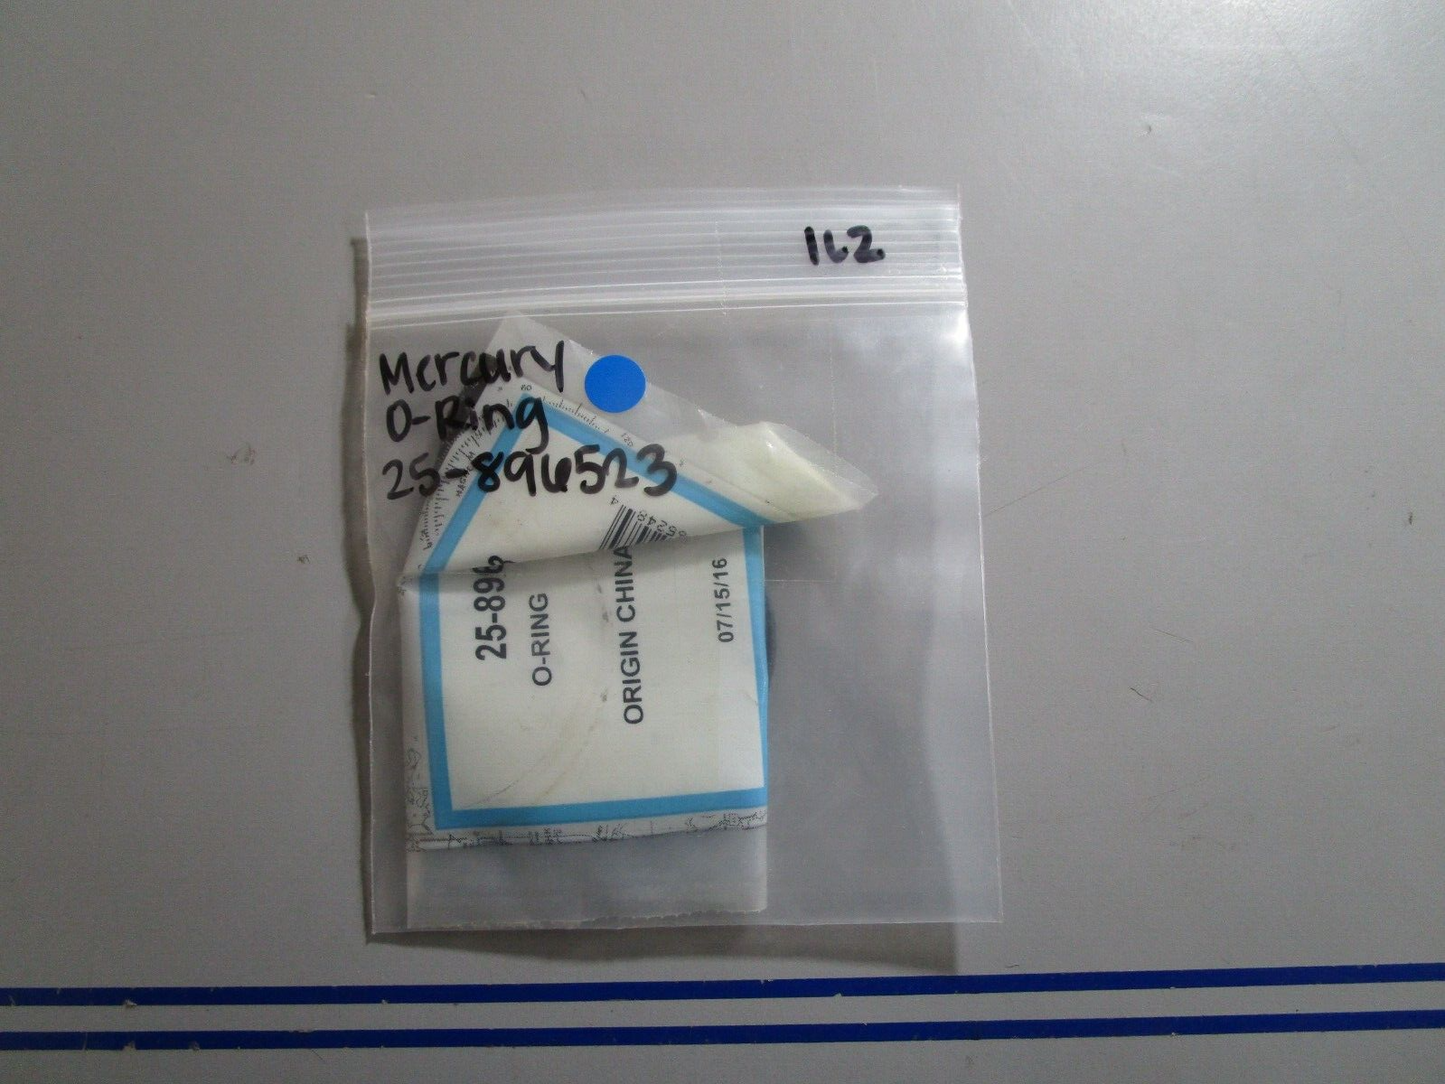 162
Mercury
O-Ring
25-896523
25-896
O-RING
ORIGIN CHINA
07/15/16